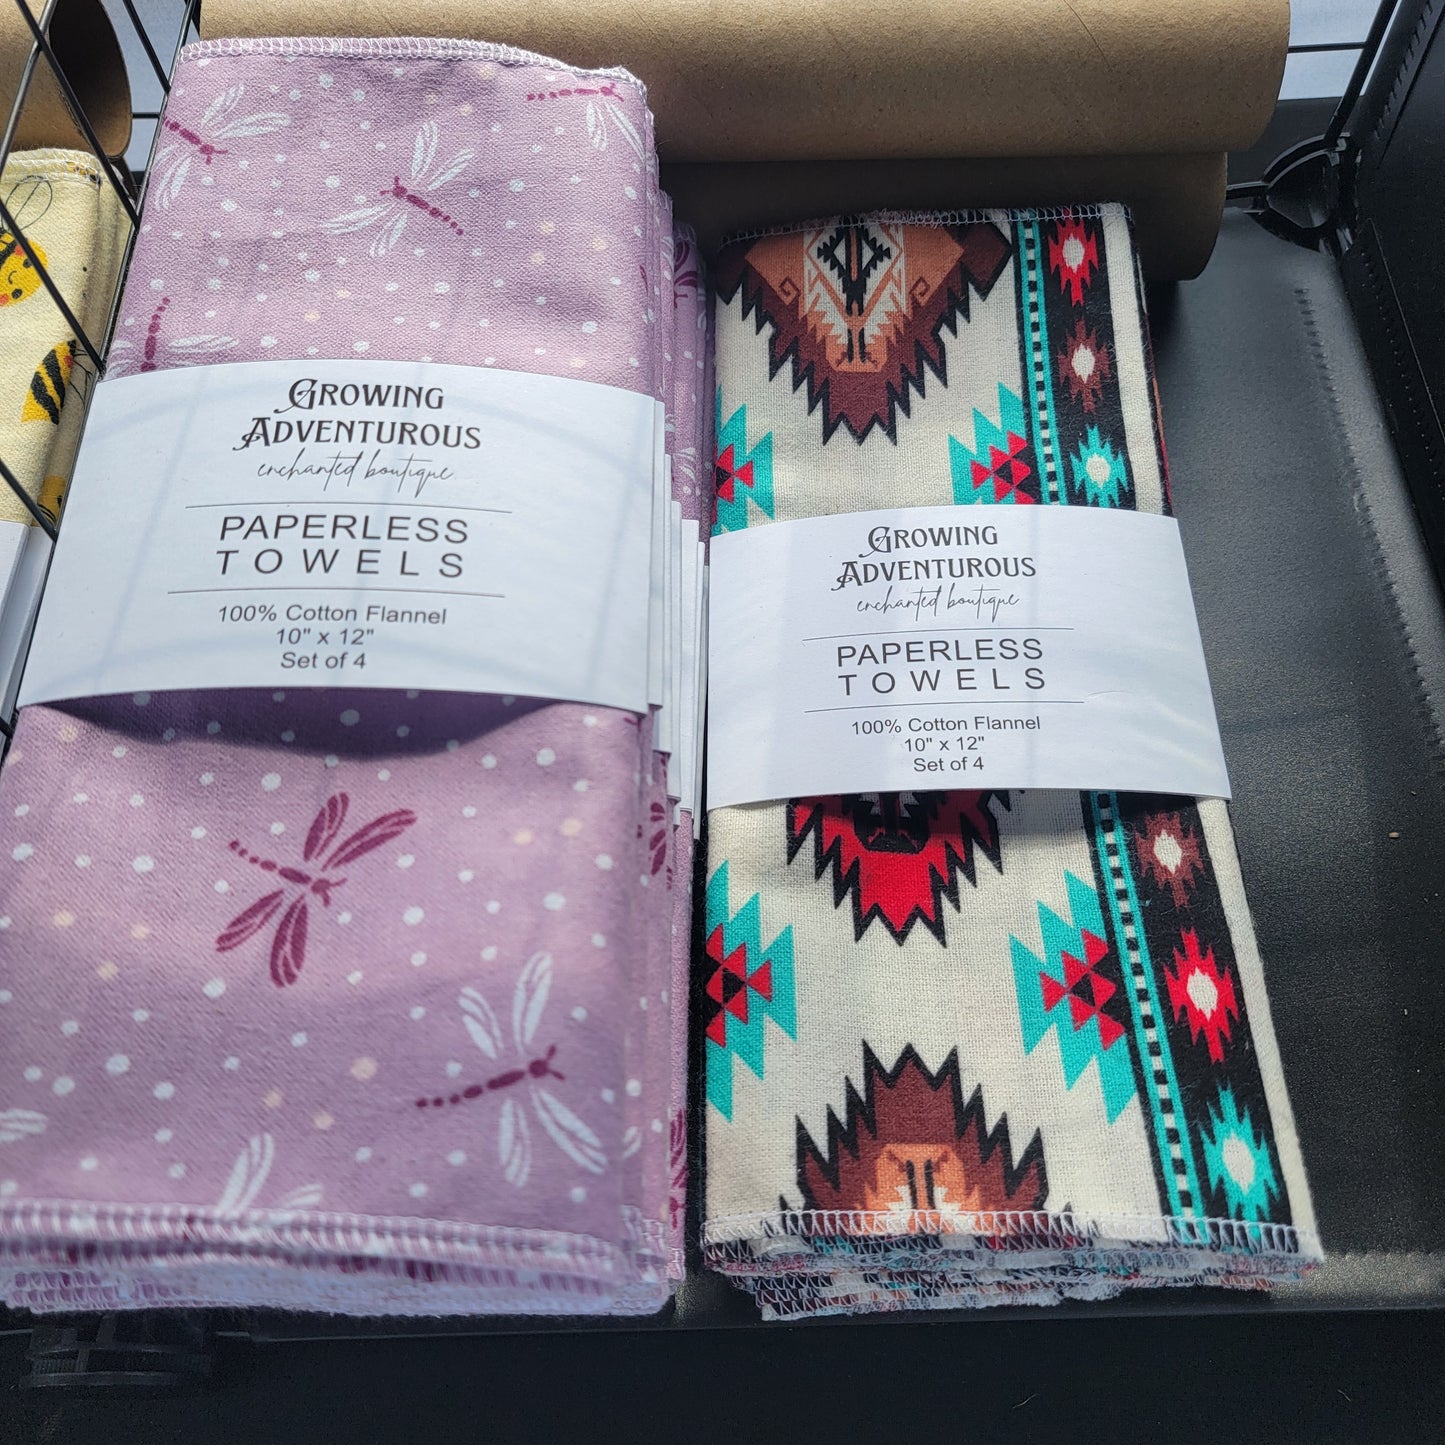 GROWING
ADVENTUROUS
enchanted boutique
PAPERLESS
TOWELS
100% Cotton Flannel
10" x 12"
Set of 4
GROWING
ADVENTUROUS
enchanted boutique
PAPERLESS
TOWELS
100% Cotton Flannel
10" x 12"
Set of 4